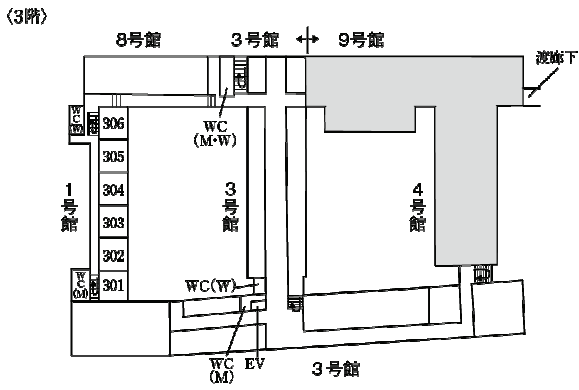 〈3階〉
8号館
3号館
9号館
渡廊下
WC
(W)
WC
(M・W)
306
305
304
303
302
301
1号館
3号館
4号館
WC
(M)
WC(W)
WC
(M)
EV
3号館